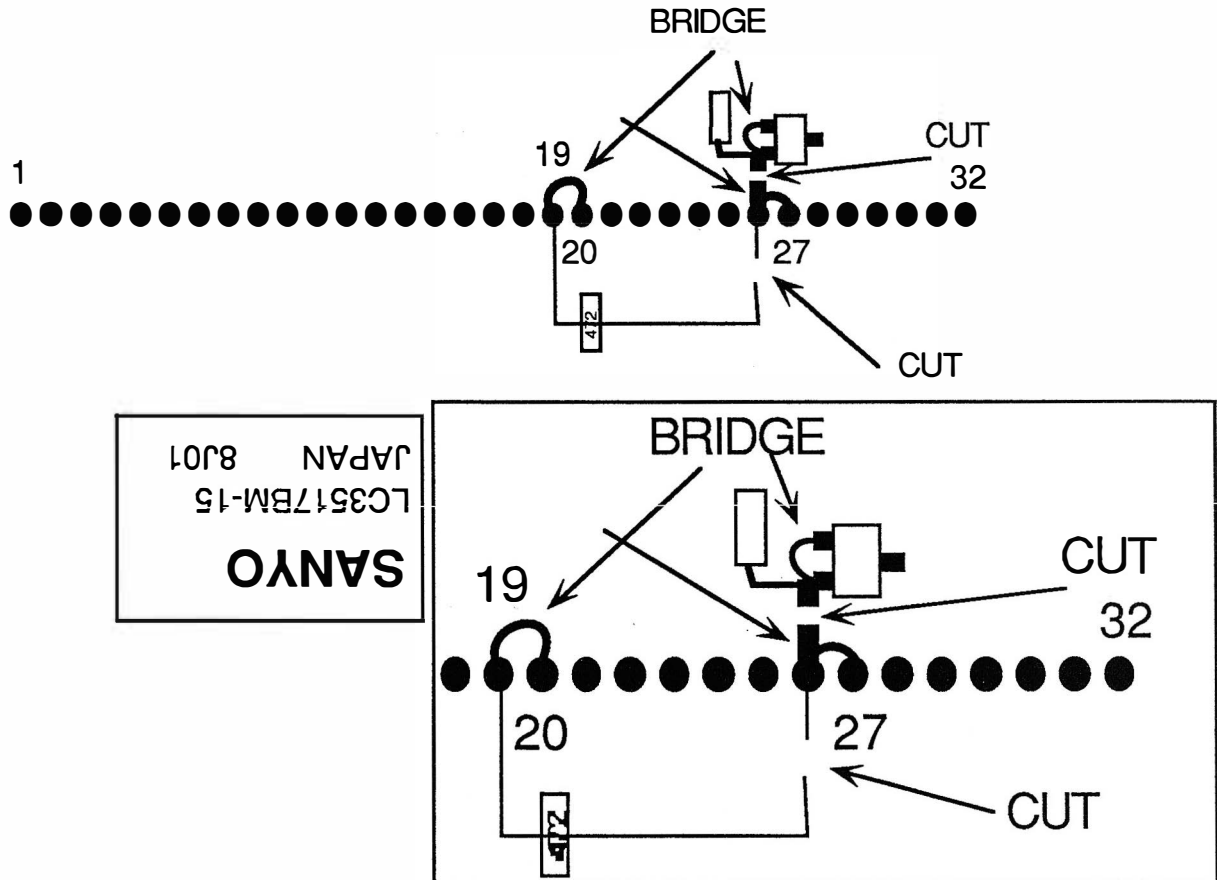 BRIDGE
CUT
19
1
32
20
27
472
CUT
SANYO
LC3517BM-15
JAPAN 8J01
BRIDGE
CUT
19
32
20
27
CUT